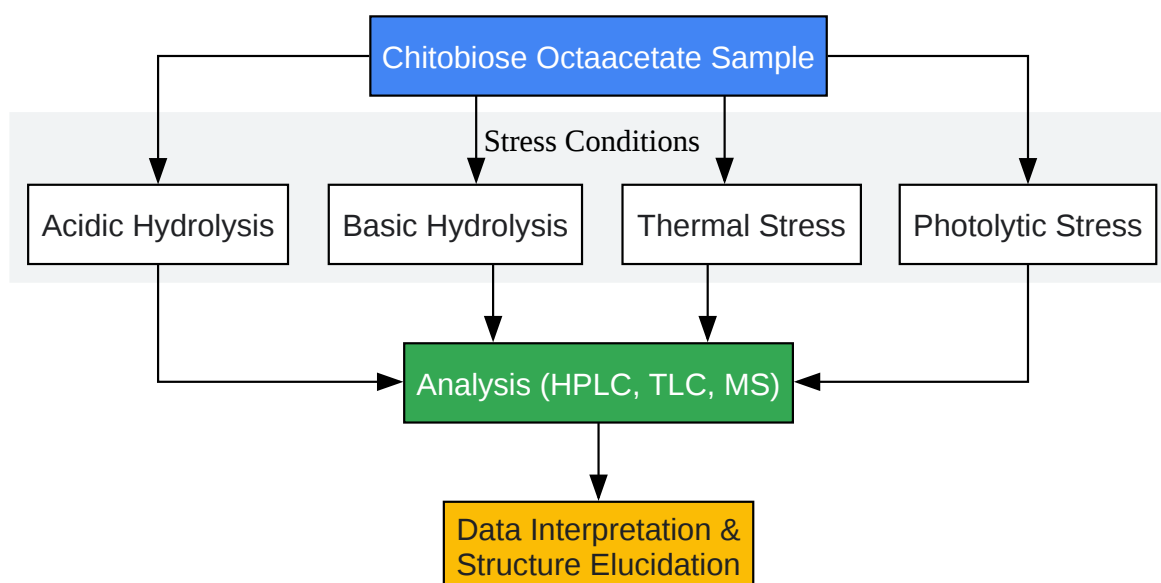 Chitobiose Octaacetate Sample
Stress Conditions
Acidic Hydrolysis
Basic Hydrolysis
Thermal Stress
Photolytic Stress
Analysis (HPLC, TLC, MS)
Data Interpretation &
Structure Elucidation